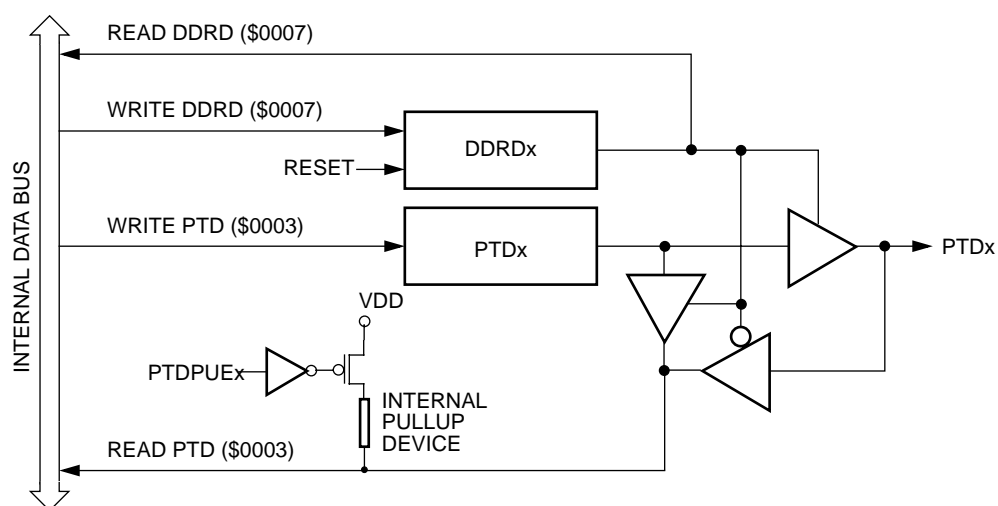 READ DDRD ($0007)
WRITE DDRD ($0007)
DDRDx
RESET
WRITE PTD ($0003)
PTDx
PTDx
INTERNAL DATA BUS
VDD
PTDPUEx
INTERNAL
PULLUP
DEVICE
READ PTD ($0003)